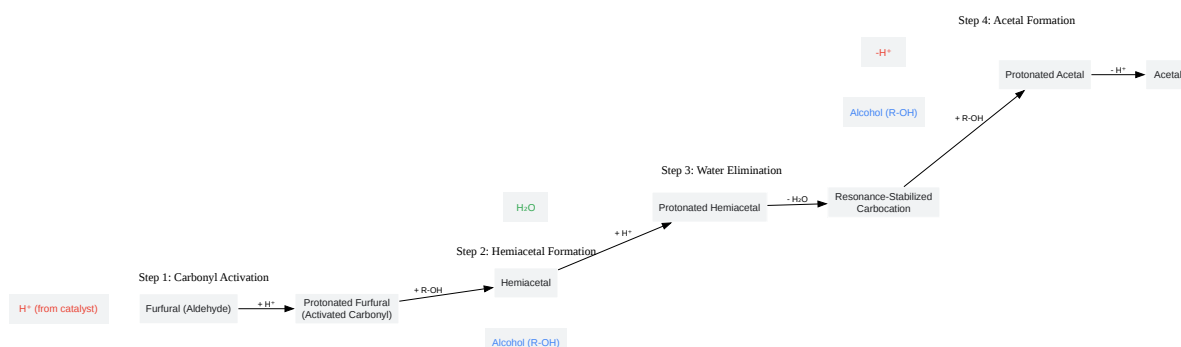 Step 4: Acetal Formation
-H⁺
Protonated Acetal
- H⁺
Acetal
Alcohol (R-OH)
+ R-OH
Step 3: Water Elimination
H₂O
Protonated Hemiacetal
- H₂O
Resonance-Stabilized
Carbocation
+ H⁺
Step 2: Hemiacetal Formation
Step 1: Carbonyl Activation
Hemiacetal
+ R-OH
H⁺ (from catalyst)
Furfural (Aldehyde)
+ H⁺
Protonated Furfural
(Activated Carbonyl)
Alcohol (R-OH)